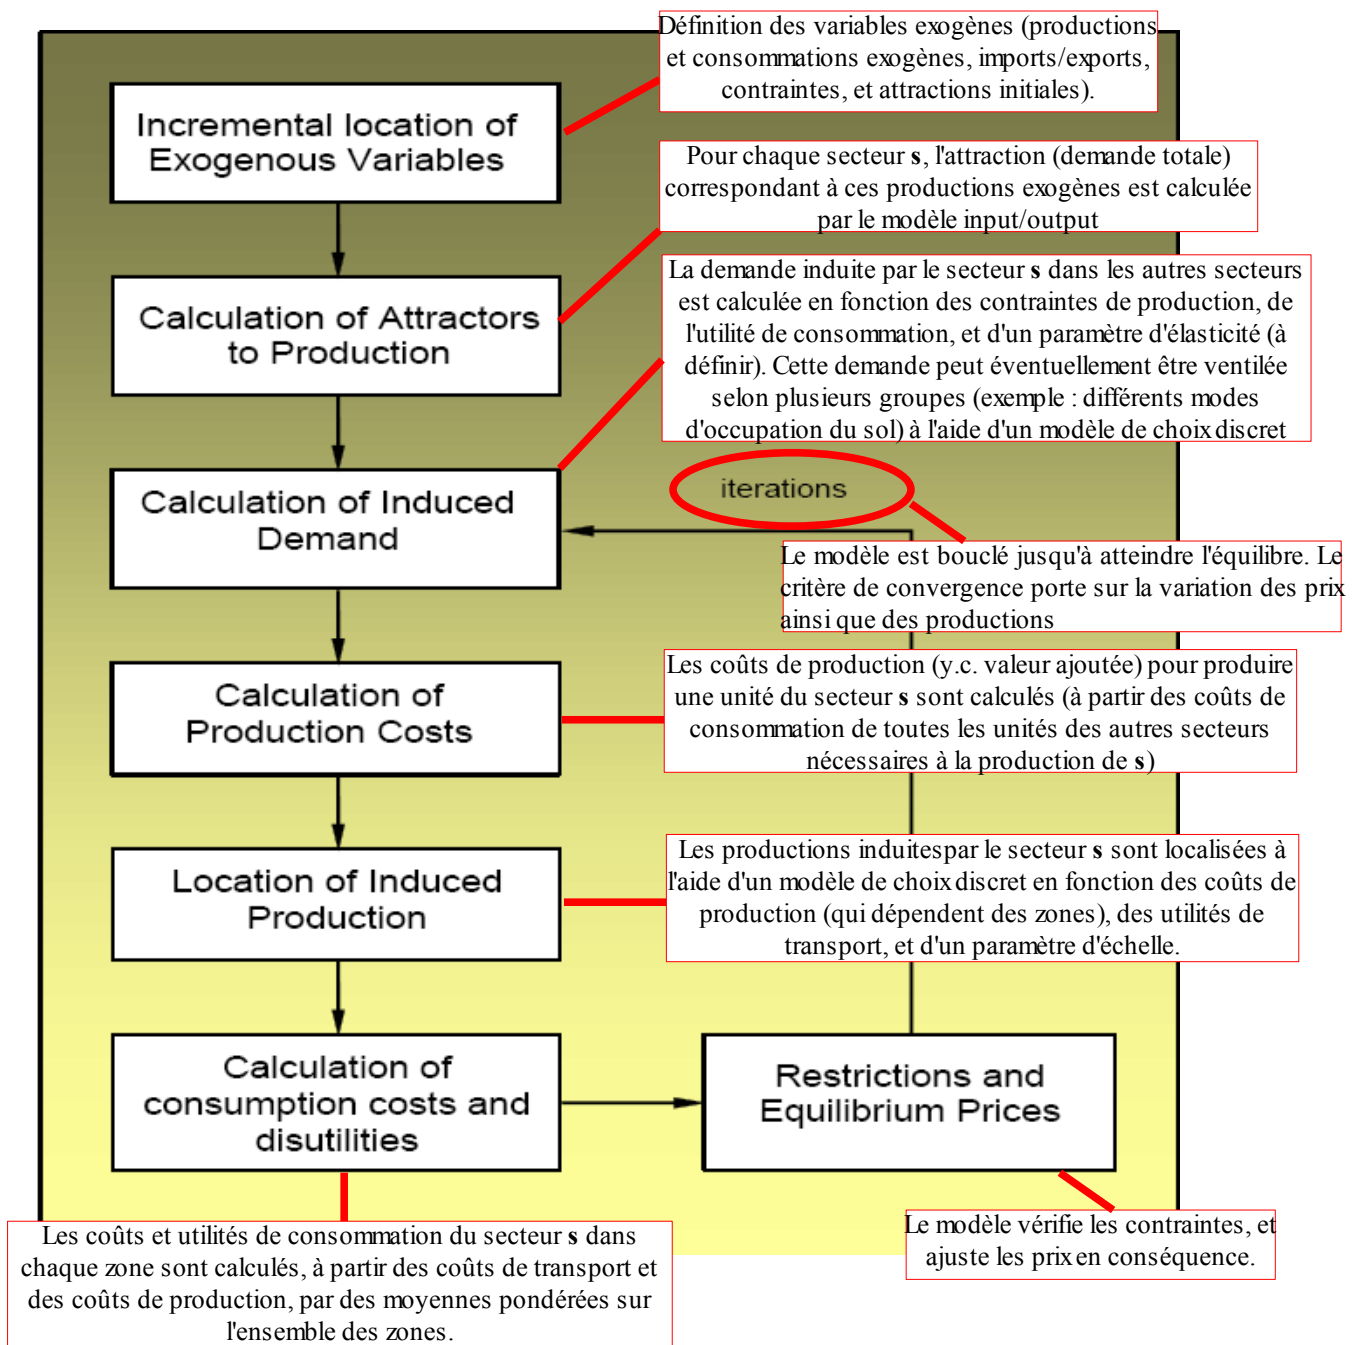 Définition des variables exogènes (productions
et consommations exogènes, imports/exports,
contraintes, et attractions initiales).
Incremental location of
Exogenous Variables
Pour chaque secteur s, l'attraction (demande totale)
correspondant à ces productions exogènes est calculée
par le modèle input/output
Calculation of Attractors
to Production
La demande induite par le secteur s dans les autres secteurs
est calculée en fonction des contraintes de production, de
l'utilité de consommation, et d'un paramètre d'élasticité (à
définir). Cette demande peut éventuellement être ventilée
selon plusieurs groupes (exemple : différents modes
d'occupation du sol) à l'aide d'un modèle de choix discret
Calculation of Induced
Demand
iterations
Le modèle est bouclé jusqu'à atteindre l'équilibre. Le
critère de convergence porte sur la variation des prix
ainsi que des productions
Calculation of
Production Costs
Les coûts de production (y.c. valeur ajoutée) pour produire
une unité du secteur s sont calculés (à partir des coûts de
consommation de toutes les unités des autres secteurs
nécessaires à la production de s)
Location of Induced
Production
Les productions induitespar le secteur s sont localisées à
l'aide d'un modèle de choix discret en fonction des coûts de
production (qui dépendent des zones), des utilités de
transport, et d'un paramètre d'échelle.
Calculation of
consumption costs and
disutilities
Restrictions and
Equilibrium Prices
Les coûts et utilités de consommation du secteur s dans
chaque zone sont calculés, à partir des coûts de transport et
des coûts de production, par des moyennes pondérées sur
l'ensemble des zones.
Le modèle vérifie les contraintes, et
ajuste les prix en conséquence.